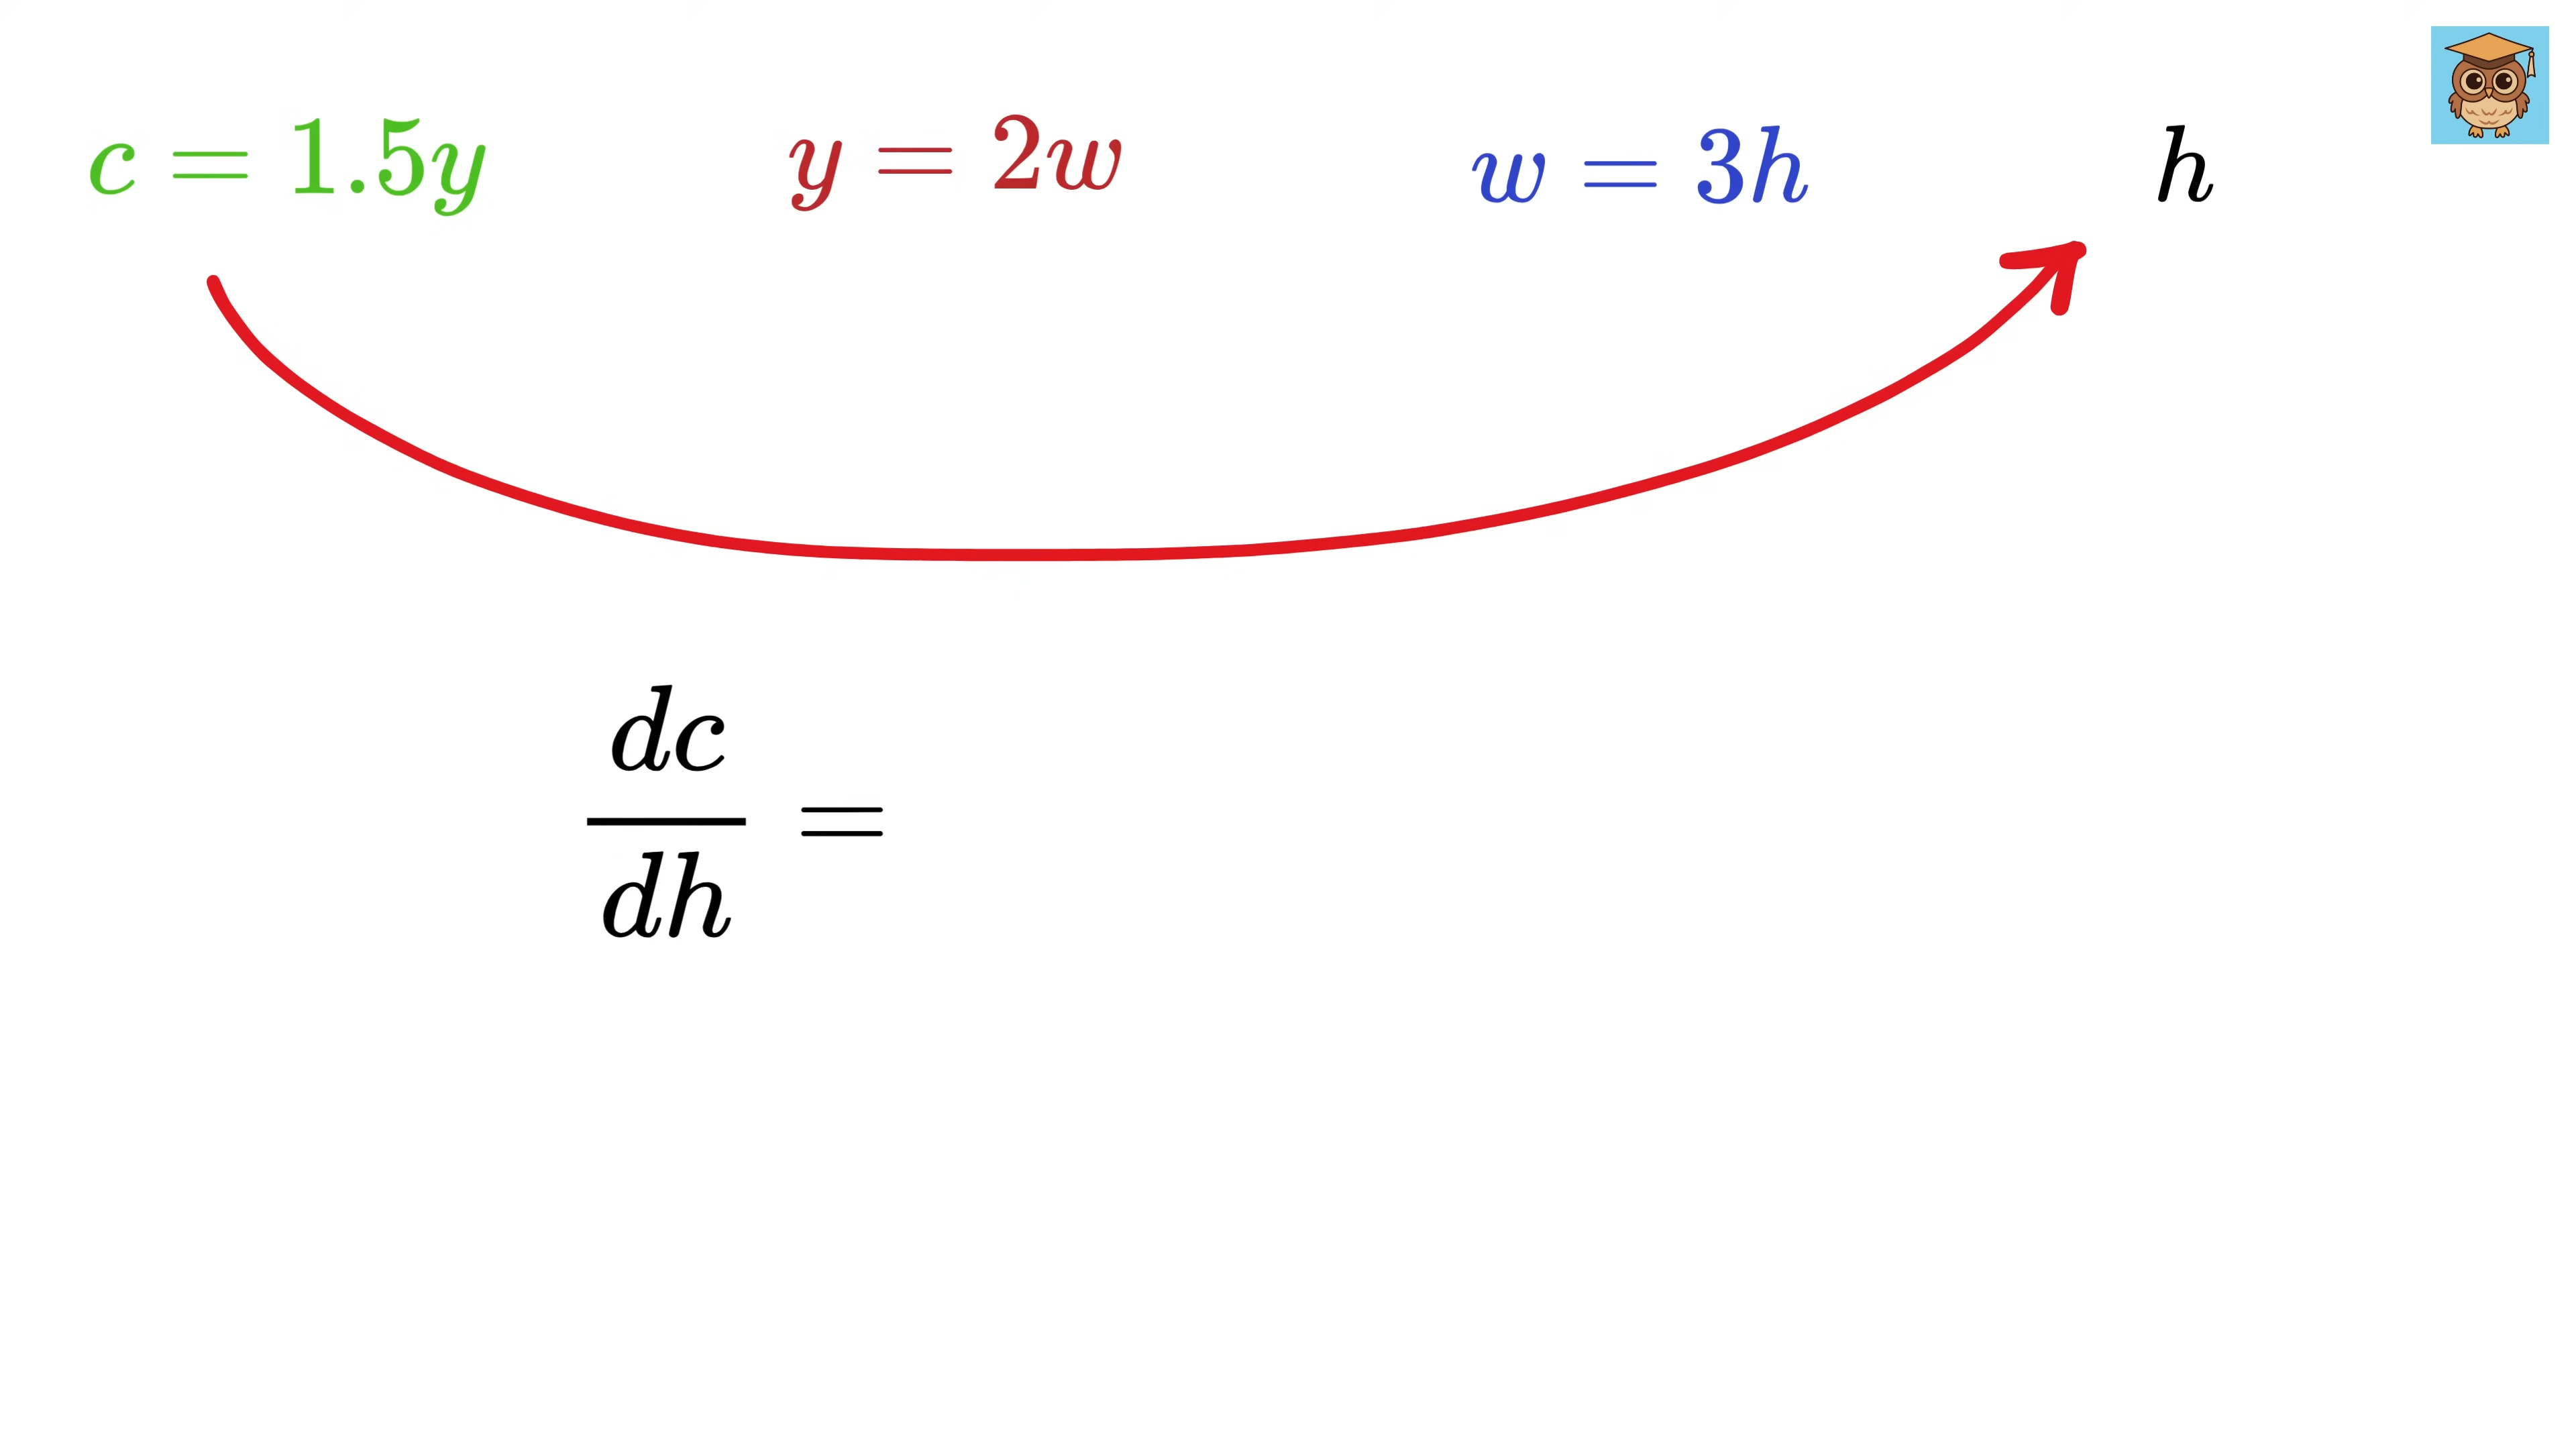 c = 1.5y y = 2w w = 3h h
dc
dh =